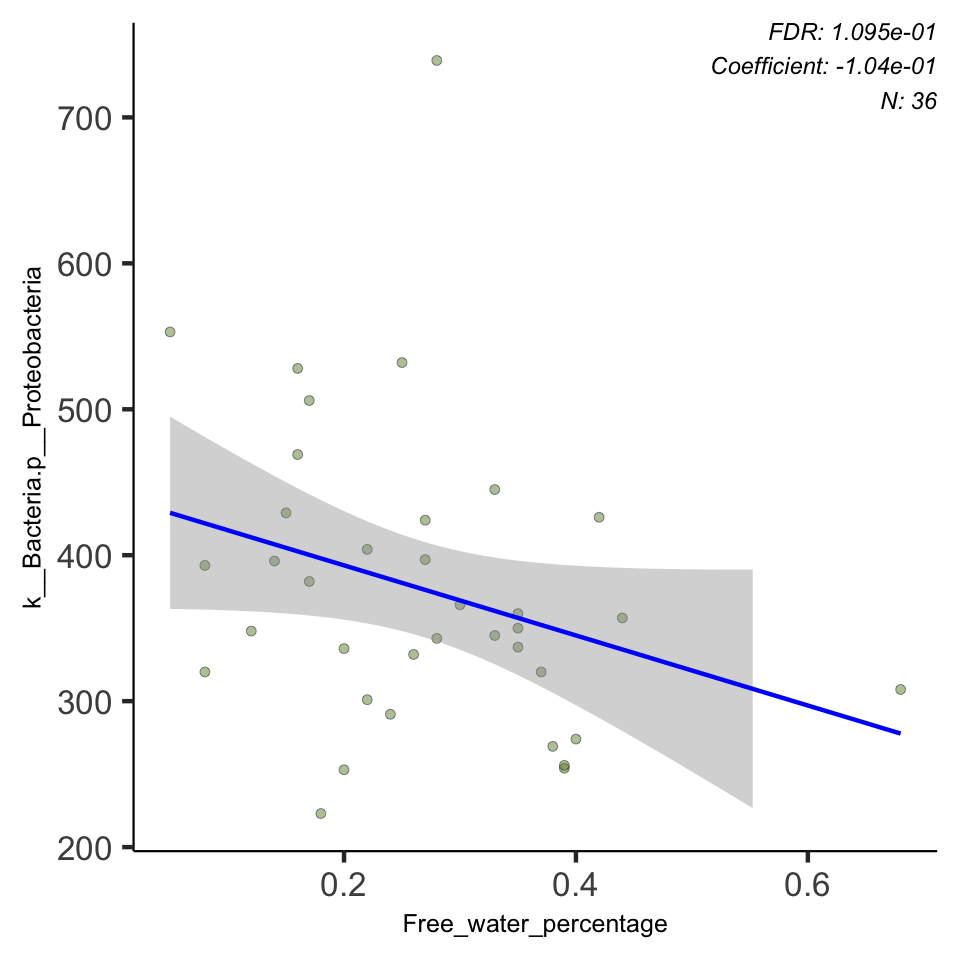 FDR: 1.095e-01
Coefficient: -1.04e-01
N: 36
700
600
500
400
300
200
k__Bacteria.p__Proteobacteria
0.2
0.4
0.6
Free_water_percentage